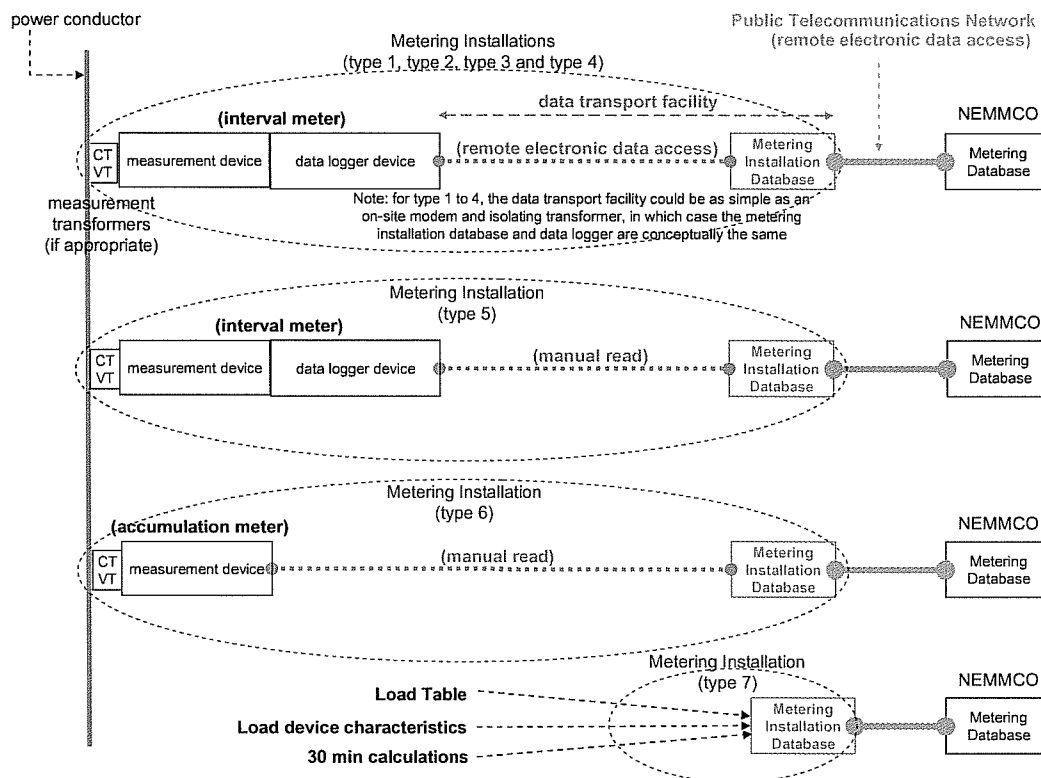 power conductor
Public Telecommunications Network
(remote electronic data access)
Metering Installations
(type 1, type 2, type 3 and type 4)
(interval meter)
data transport facility
NEMMCO
CT
VT
measurement device
data logger device
(remote electronic data access)
Metering
Installation
Database
Metering
Database
measurement
transformers
(if appropriate)
Note: for type 1 to 4, the data transport facility could be as simple as an
on-site modem and isolating transformer, in which case the metering
installation database and data logger are conceptually the same
Metering Installation
(type 5)
(interval meter)
NEMMCO
CT
VT
measurement device
data logger device
(manual read)
Metering
Installation
Database
Metering
Database
Metering Installation
(type 6)
(accumulation meter)
NEMMCO
CT
VT
measurement device
(manual read)
Metering
Installation
Database
Metering
Database
Metering Installation
(type 7)
NEMMCO
Load Table
Load device characteristics
30 min calculations
Metering
Installation
Database
Metering
Database